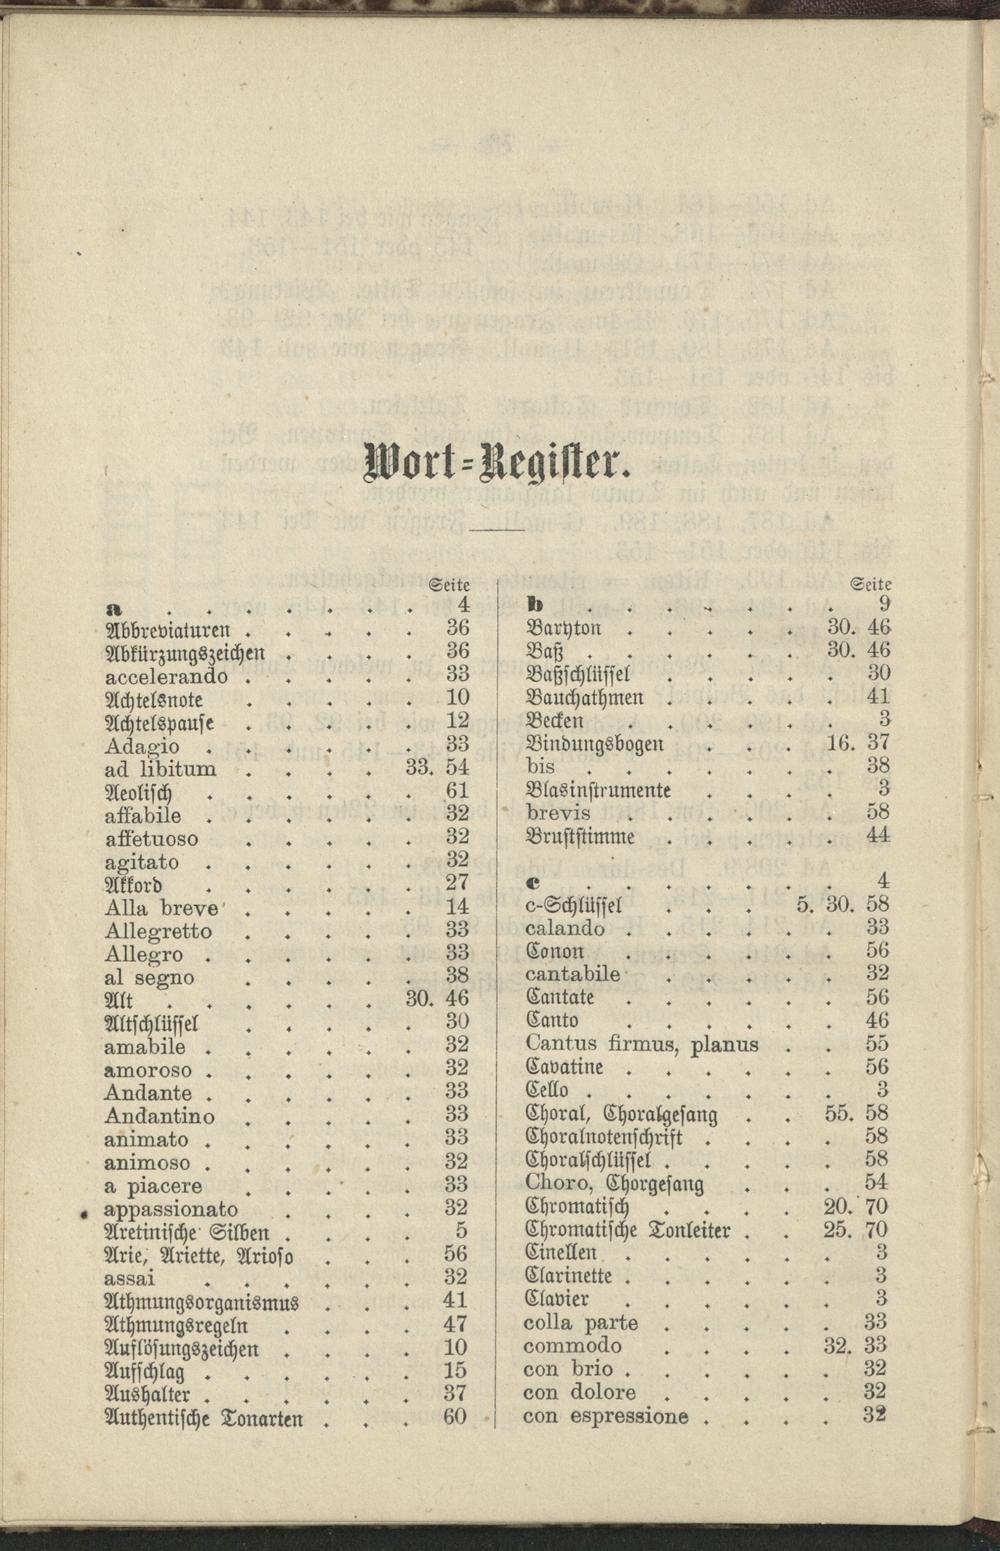 Wort-Register.
Seite
a . . . . . . . 4
Abbreviaturen . . . . . 36
Abkürzungszeichen . . . . 36
accelerando . . . . . 33
Achtelsnote . . . . . 10
Achtelspause . . . . . 12
Adagio . . . . . . 33
ad libitum . . . . 33. 54
Aeolisch . . . . . . 61
affabile . . . . . . 32
affetuoso . . . . . 32
agitato . . . . . . 32
Akkord . . . . . . 27
Alla breve . . . . . 14
Allegretto . . . . . 33
Allegro . . . . . . 33
al segno . . . . . 38
Alt . . . . . . 30. 46
Altschlüssel . . . . . 30
amabile . . . . . . 32
amoroso . . . . . . 32
Andante . . . . . . 33
Andantino . . . . . 33
animato . . . . . . 33
animoso . . . . . . 32
a piacere . . . . . 33
appassionato . . . . 32
Aretinische Silben . . . . 5
Arie, Ariette, Arioso . . . 56
assai . . . . . . 32
Athmungsorganismus . . . 41
Athmungsregeln . . . . 47
Auflösungszeichen . . . . 10
Aufschlag . . . . . . 15
Aushalter . . . . . . 37
Authentische Tonarten . . . 60
Seite
b . . . . . . . 9
Baryton . . . . . 30. 46
Baß . . . . . . 30. 46
Baßschlüssel . . . . . 30
Bauchathmen . . . . . 41
Becken . . . . . . 3
Bindungsbogen . . . 16. 37
bis . . . . . . . 38
Blasinstrumente . . . . 3
brevis . . . . . 58
Bruststimme . . . . . 44
c . . . . . . . 4
c-Schlüssel . . . 5. 30. 58
calando . . . . . . 33
Conon . . . . . . 56
cantabile . . . . . 32
Cantate . . . . . . 56
Canto . . . . . . 46
Cantus firmus, planus . . 55
Cavatine . . . . . . 56
Cello . . . . . . . 3
Choral, Choralgesang . . 55. 58
Choralnotenschrift . . . . 58
Choralschlüssel . . . . . 58
Choro, Chorgesang . . . 54
Chromatisch . . . . 20. 70
Chromatische Tonleiter . . 25. 70
Cinellen . . . . . . 3
Clarinette . . . . . . 3
Clavier . . . . . . 3
colla parte . . . . . 33
commodo . . . . 32. 33
con brio . . . . . . 32
con dolore . . . . . 32
con espressione . . . . 32